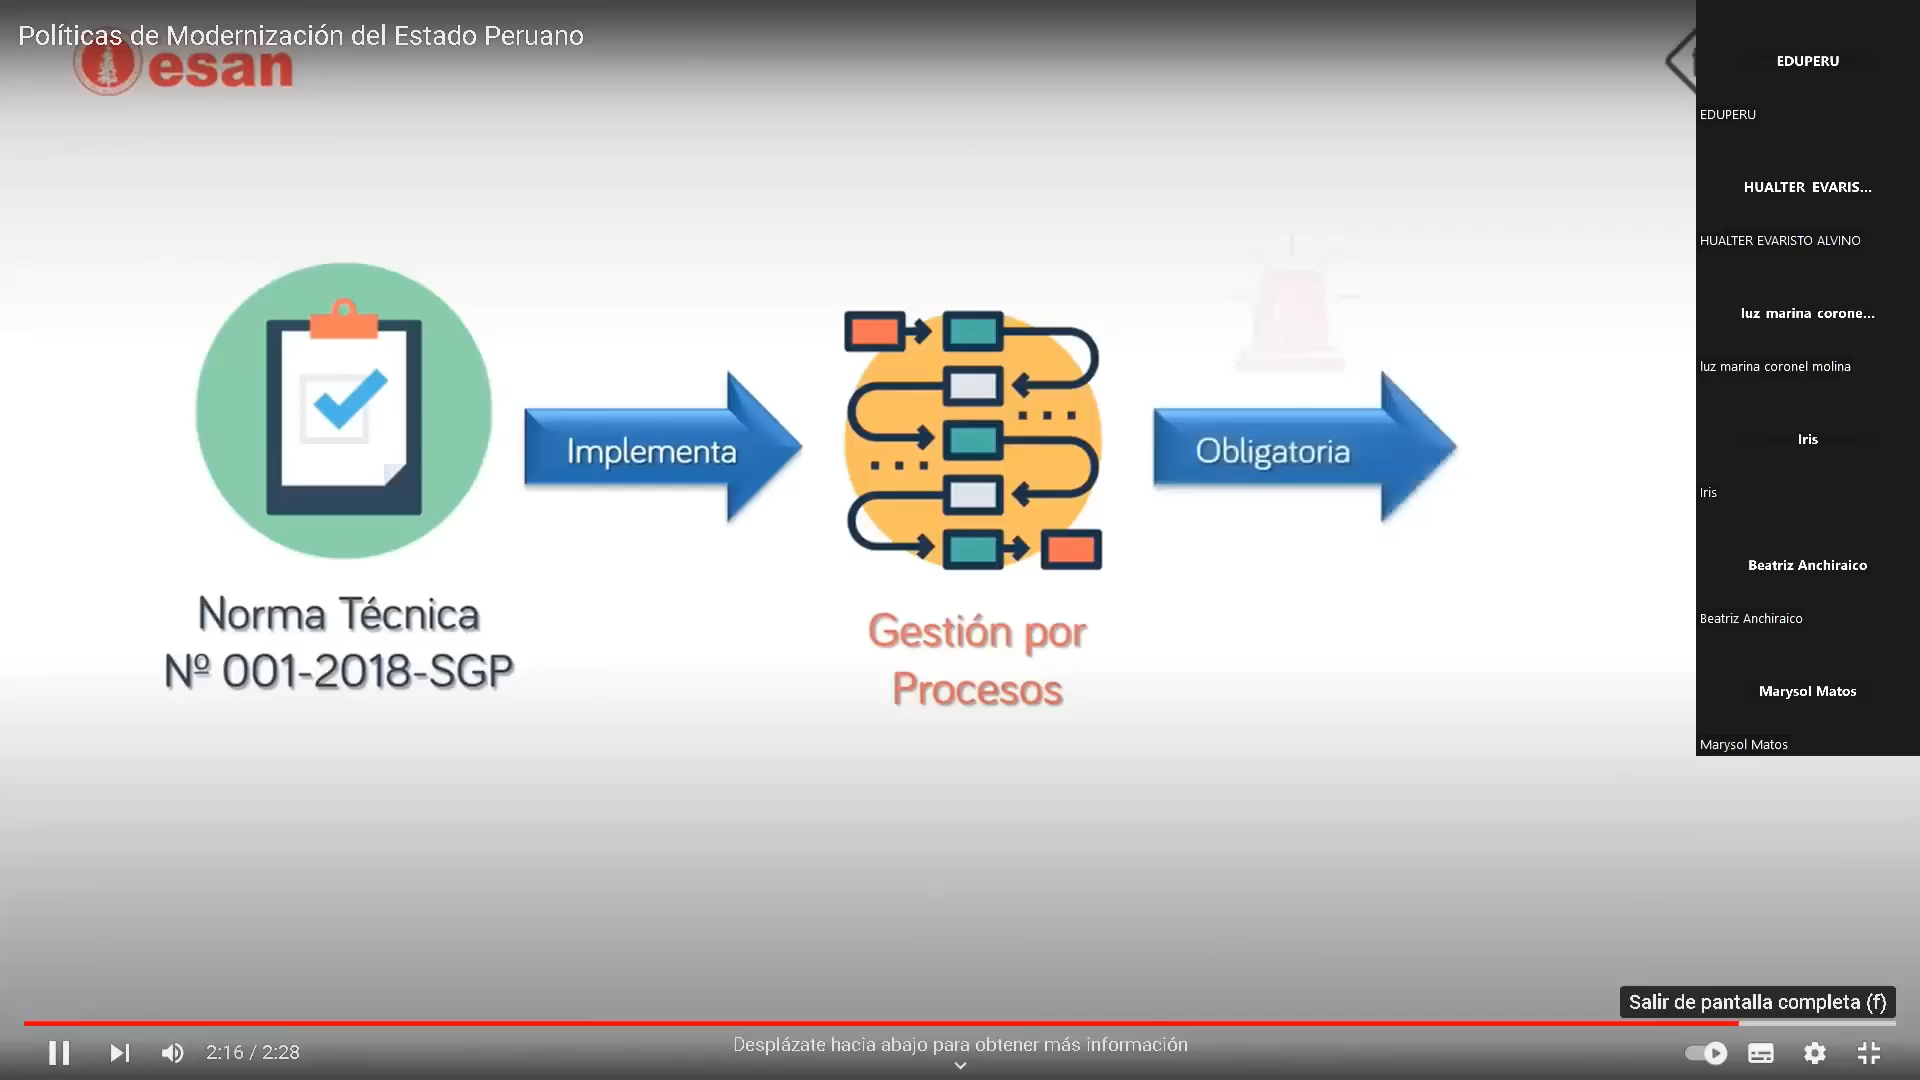 Políticas de Modernización del Estado Peruano
esan
Implementa
Obligatoria
Norma Técnica
Nº 001-2018-SGP
Gestión por
Procesos
EDUPERU
EDUPERU
HUALTER EVARIS...
HUALTER EVARISTO ALVINO
luz marina corone...
luz marina coronel molina
Iris
Iris
Beatriz Anchiraico
Beatriz Anchiraico
Marysol Matos
Marysol Matos
Salir de pantalla completa (f)
2:16 / 2:28
Desplázate hacia abajo para obtener más información